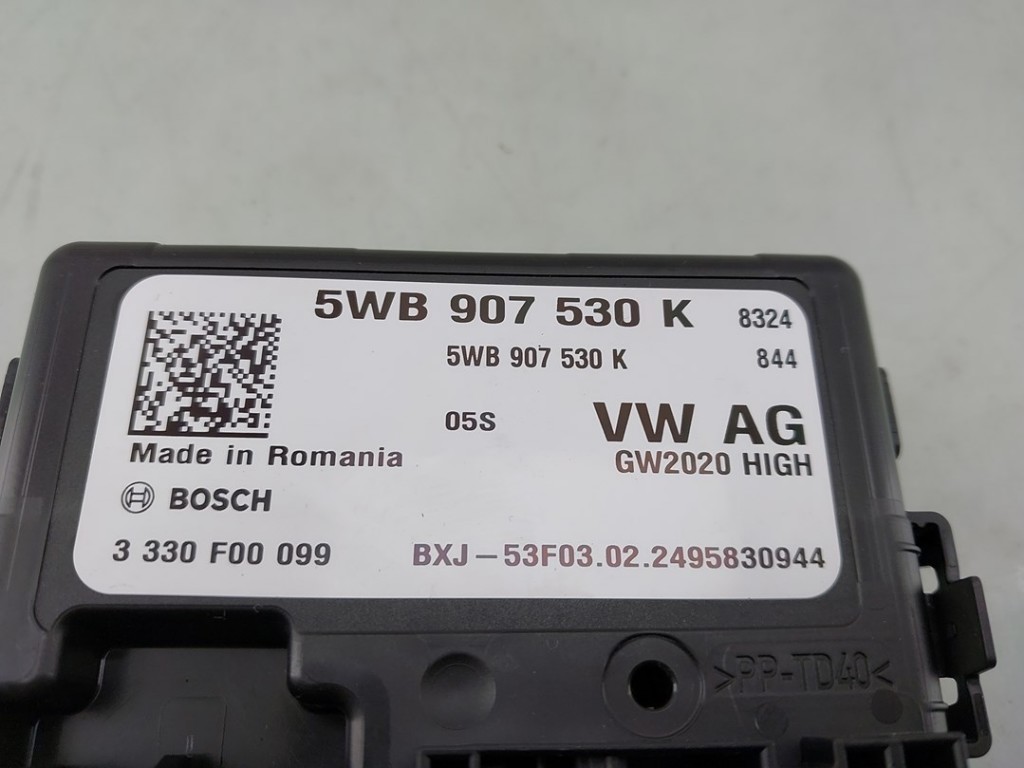 5WB 907 530 K 8324
5WB 907 530 K 844
05S VW AG
Made in Romania GW2020 HIGH
BOSCH
3 330 F00 099 BXJ–53F03.02.2495830944
>PP-TD40<